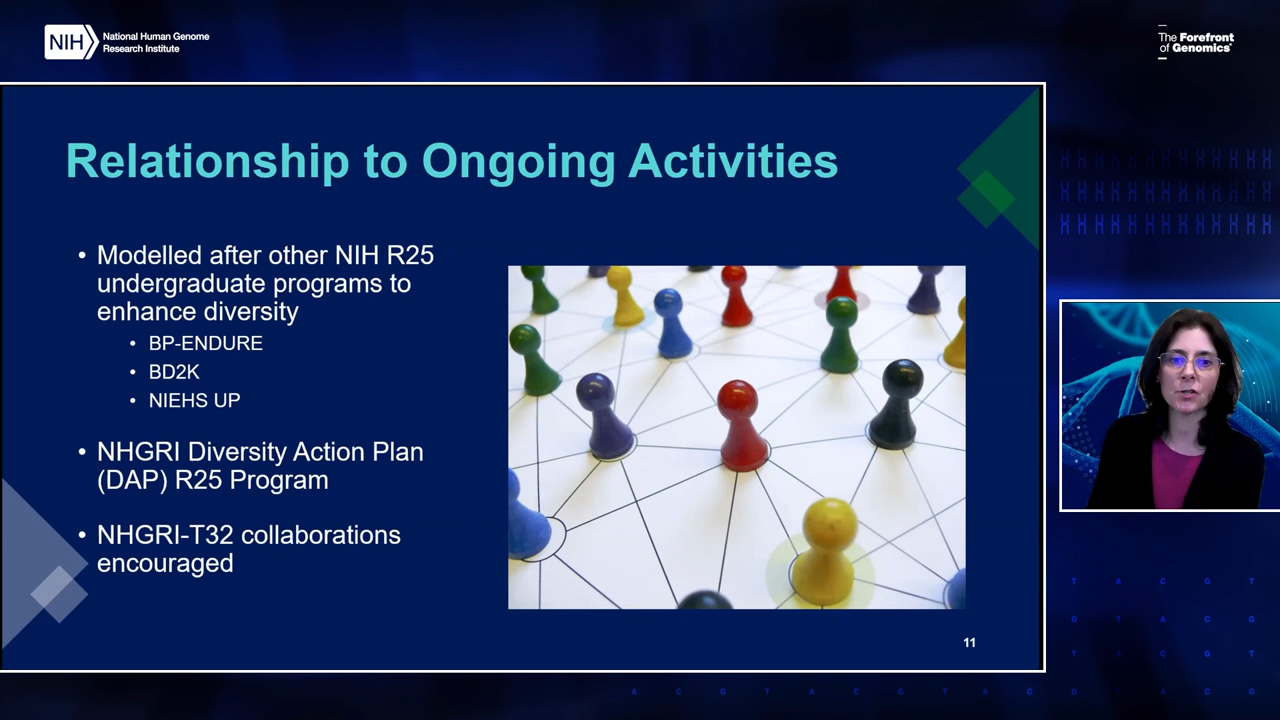 NIH
National Human Genome
Research Institute
The Forefront
of Genomics®
Relationship to Ongoing Activities
• Modelled after other NIH R25
undergraduate programs to
enhance diversity
• BP-ENDURE
• BD2K
• NIEHS UP
• NHGRI Diversity Action Plan
(DAP) R25 Program
• NHGRI-T32 collaborations
encouraged
11
T A C G T
G T A C G
T A C G T
A C G T A C G T A C G T A C G